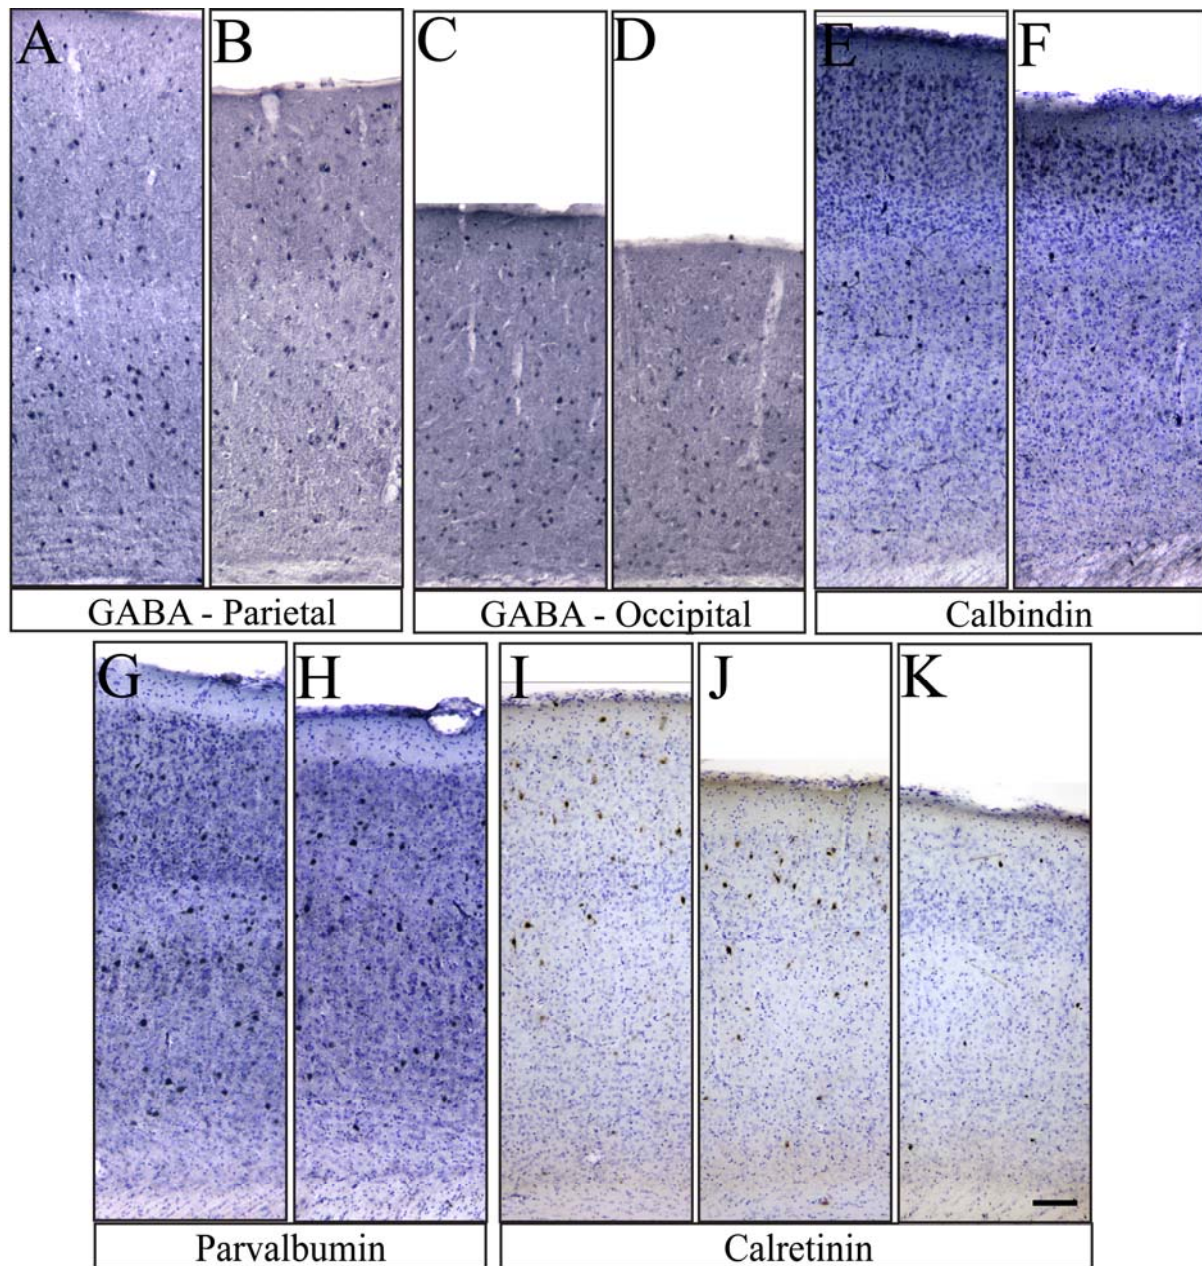 A
B
C
D
E
F
GABA - Parietal
GABA - Occipital
Calbindin
G
H
I
J
K
Parvalbumin
Calretinin